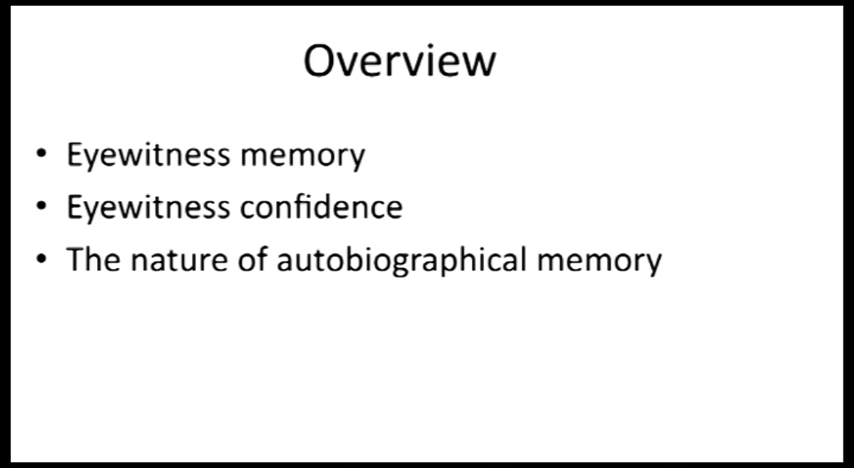 Overview
• Eyewitness memory
• Eyewitness confidence
• The nature of autobiographical memory